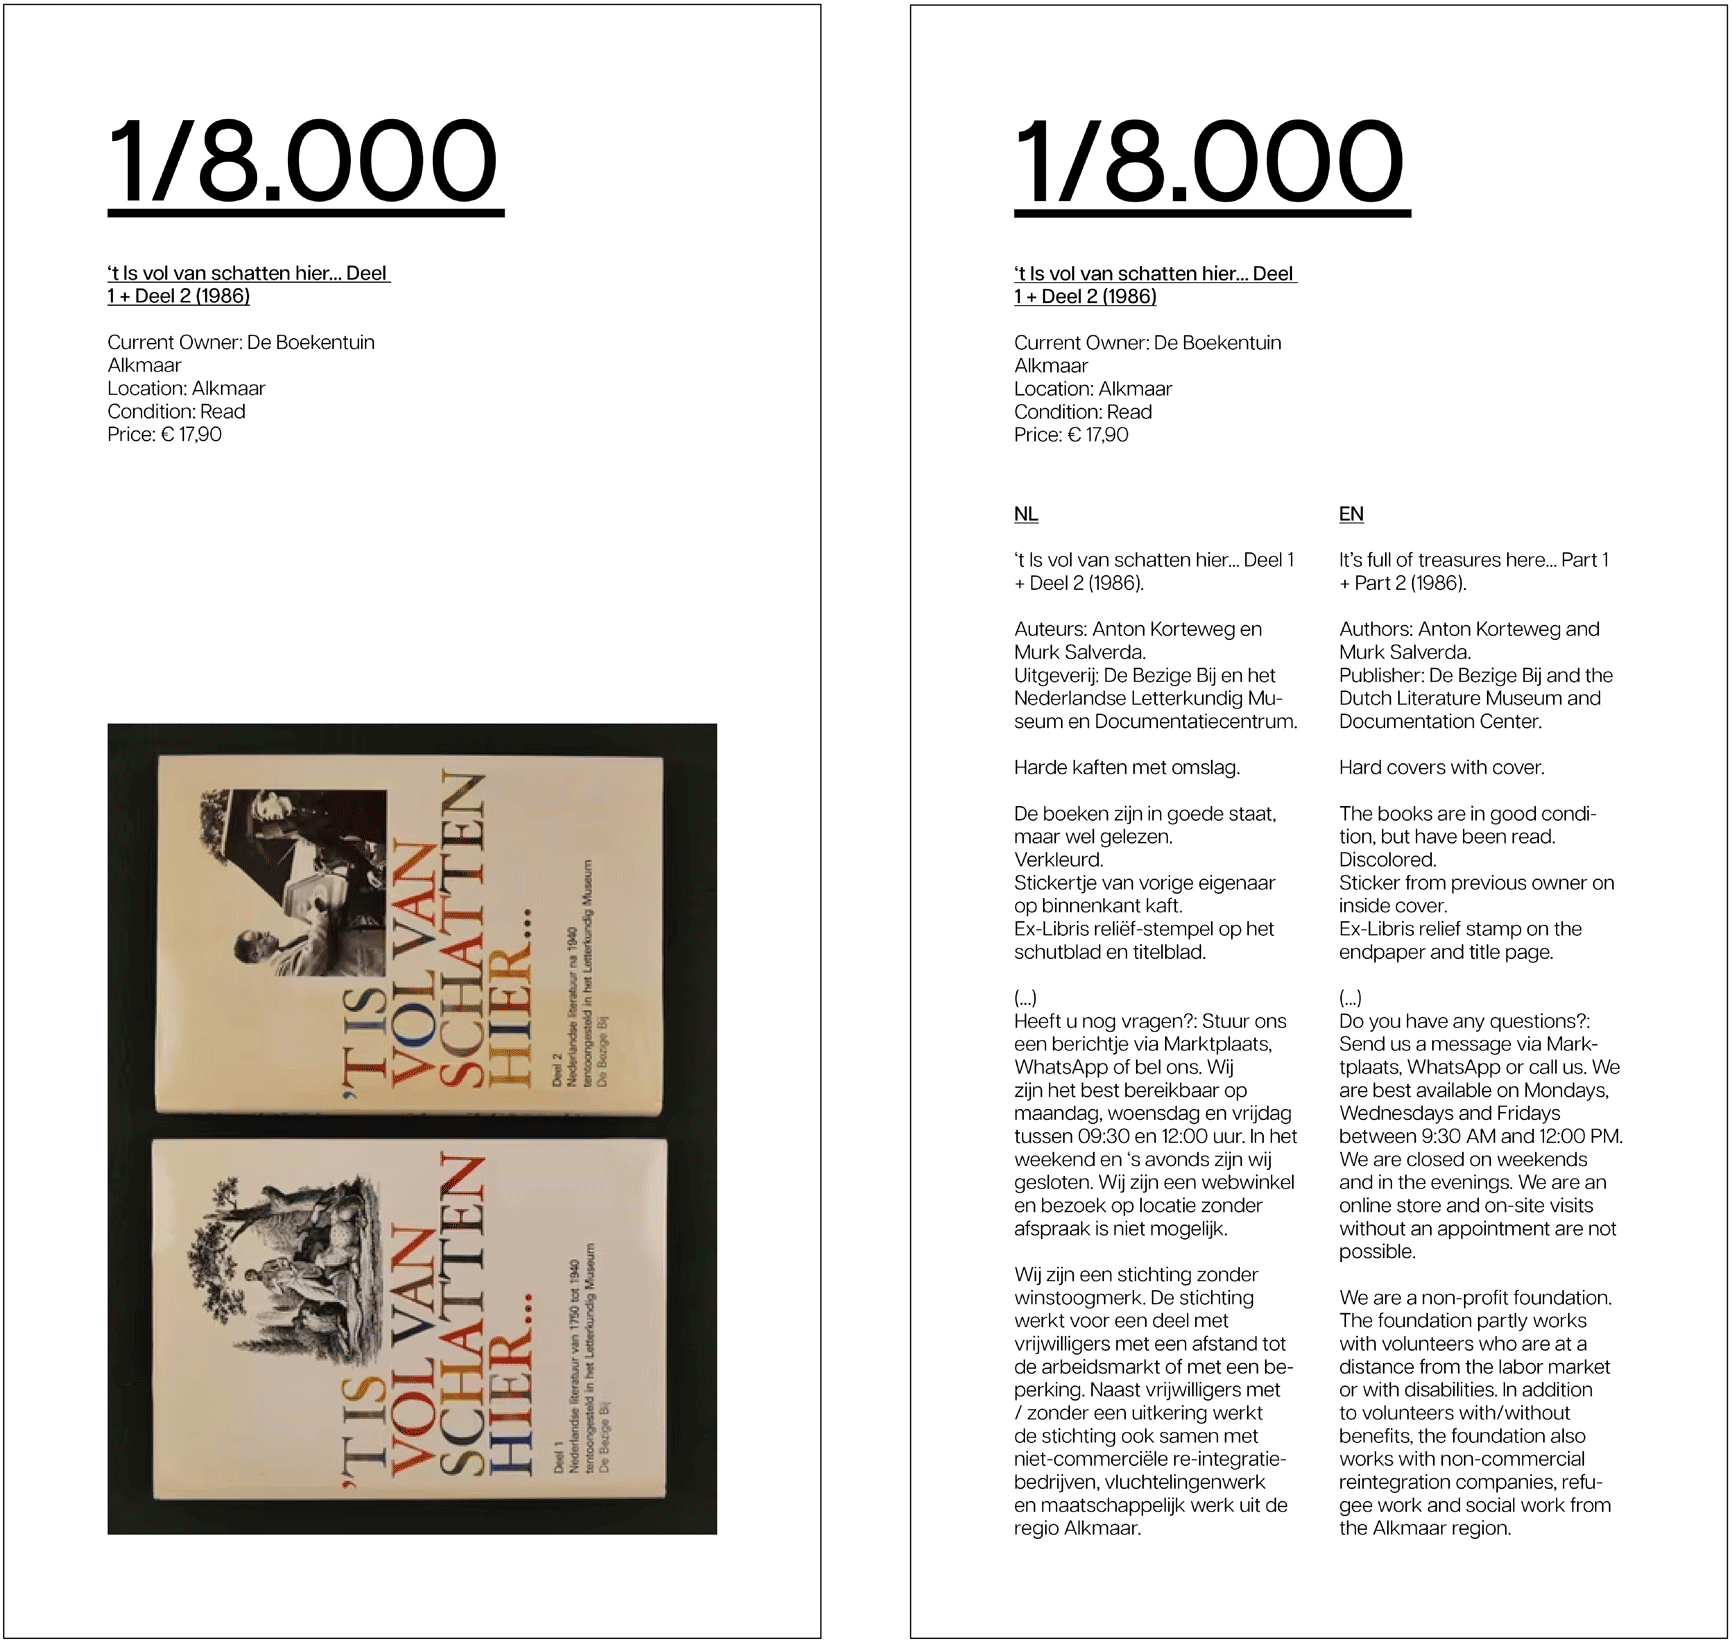 1/8.000
‘t Is vol van schatten hier... Deel
1 + Deel 2 (1986)
Current Owner: De Boekentuin
Alkmaar
Location: Alkmaar
Condition: Read
Price: € 17,90
’T IS
VOL VAN
SCHATTEN
HIER...
Deel 2
Nederlandse literatuur na 1940
tentoongesteld in het Letterkundig Museum
De Bezige Bij
’T IS
VOL VAN
SCHATTEN
HIER...
Deel 1
Nederlandse literatuur van 1750 tot 1940
tentoongesteld in het Letterkundig Museum
De Bezige Bij
1/8.000
‘t Is vol van schatten hier... Deel
1 + Deel 2 (1986)
Current Owner: De Boekentuin
Alkmaar
Location: Alkmaar
Condition: Read
Price: € 17,90
NL
‘t Is vol van schatten hier... Deel 1
+ Deel 2 (1986).
Auteurs: Anton Korteweg en
Murk Salverda.
Uitgeverij: De Bezige Bij en het
Nederlandse Letterkundig Mu-
seum en Documentatiecentrum.
Harde kaften met omslag.
De boeken zijn in goede staat,
maar wel gelezen.
Verkleurd.
Stickertje van vorige eigenaar
op binnenkant kaft.
Ex-Libris reliëf-stempel op het
schutblad en titelblad.
(...)
Heeft u nog vragen?: Stuur ons
een berichtje via Marktplaats,
WhatsApp of bel ons. Wij
zijn het best bereikbaar op
maandag, woensdag en vrijdag
tussen 09:30 en 12:00 uur. In het
weekend en ‘s avonds zijn wij
gesloten. Wij zijn een webwinkel
en bezoek op locatie zonder
afspraak is niet mogelijk.
Wij zijn een stichting zonder
winstoogmerk. De stichting
werkt voor een deel met
vrijwilligers met een afstand tot
de arbeidsmarkt of met een be-
perking. Naast vrijwilligers met
/ zonder een uitkering werkt
de stichting ook samen met
niet-commerciële re-integratie-
bedrijven, vluchtelingenwerk
en maatschappelijk werk uit de
regio Alkmaar.
EN
It’s full of treasures here... Part 1
+ Part 2 (1986).
Authors: Anton Korteweg and
Murk Salverda.
Publisher: De Bezige Bij and the
Dutch Literature Museum and
Documentation Center.
Hard covers with cover.
The books are in good condi-
tion, but have been read.
Discolored.
Sticker from previous owner on
inside cover.
Ex-Libris relief stamp on the
endpaper and title page.
(...)
Do you have any questions?:
Send us a message via Mark-
tplaats, WhatsApp or call us. We
are best available on Mondays,
Wednesdays and Fridays
between 9:30 AM and 12:00 PM.
We are closed on weekends
and in the evenings. We are an
online store and on-site visits
without an appointment are not
possible.
We are a non-profit foundation.
The foundation partly works
with volunteers who are at a
distance from the labor market
or with disabilities. In addition
to volunteers with/without
benefits, the foundation also
works with non-commercial
reintegration companies, refu-
gee work and social work from
the Alkmaar region.